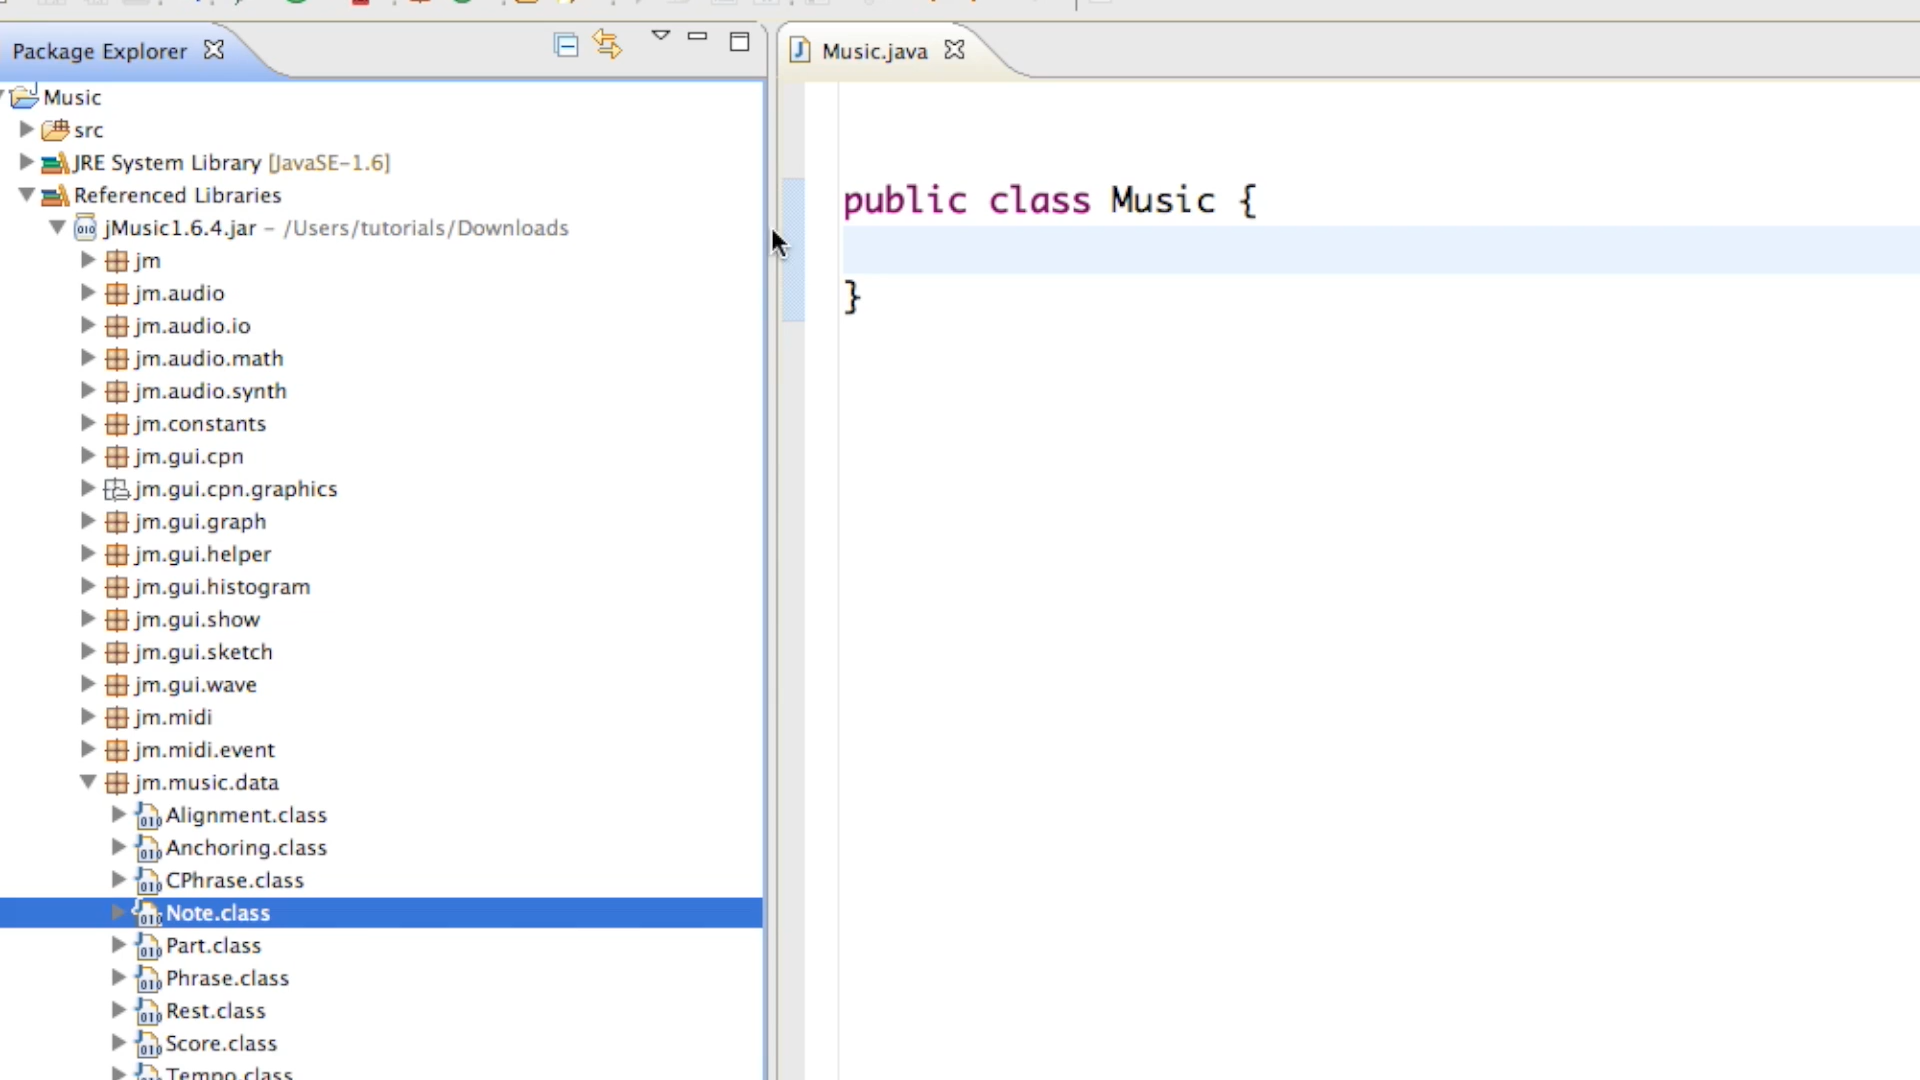 Package Explorer
Music
src
JRE System Library [JavaSE-1.6]
Referenced Libraries
jMusic1.6.4.jar - /Users/tutorials/Downloads
jm
jm.audio
jm.audio.io
jm.audio.math
jm.audio.synth
jm.constants
jm.gui.cpn
jm.gui.cpn.graphics
jm.gui.graph
jm.gui.helper
jm.gui.histogram
jm.gui.show
jm.gui.sketch
jm.gui.wave
jm.midi
jm.midi.event
jm.music.data
Alignment.class
Anchoring.class
CPhrase.class
Note.class
Part.class
Phrase.class
Rest.class
Score.class
Tempo.class
Music.java
public class Music {
}